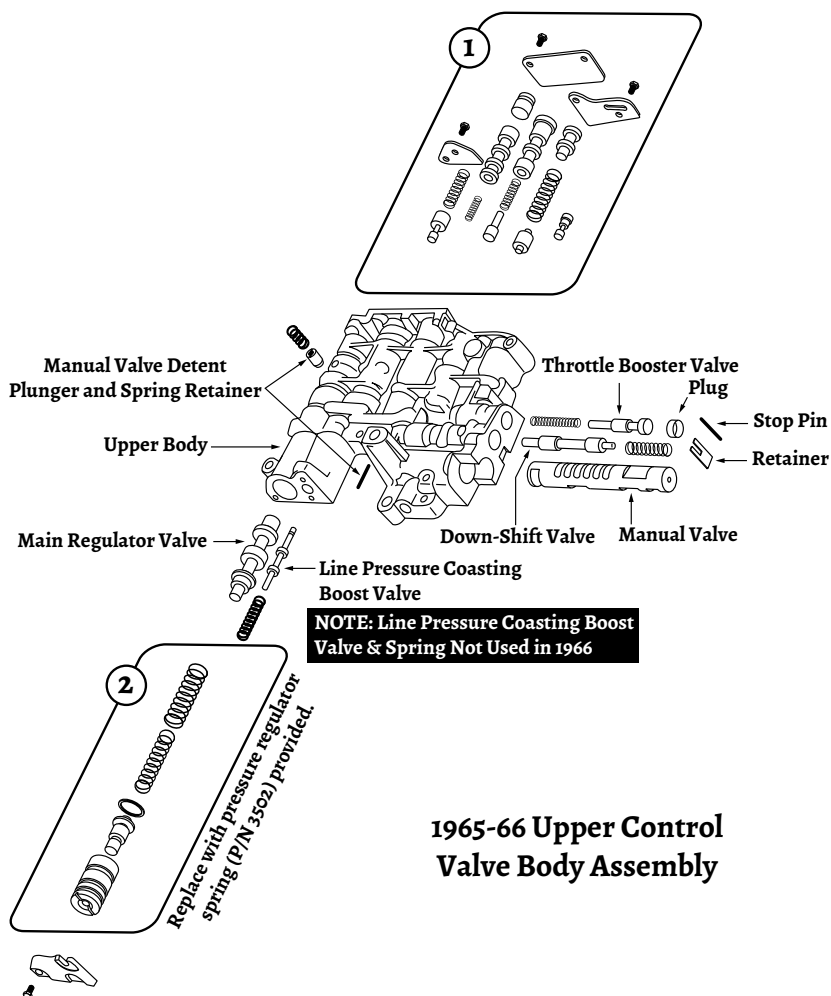 1
Manual Valve Detent
Plunger and Spring Retainer
Upper Body
Throttle Booster Valve
Plug
Stop Pin
Retainer
Down-Shift Valve
Manual Valve
Main Regulator Valve
Line Pressure Coasting
Boost Valve
NOTE: Line Pressure Coasting Boost
Valve & Spring Not Used in 1966
2
Replace with pressure regulator
spring (P/N 3502) provided.
1965-66 Upper Control
Valve Body Assembly